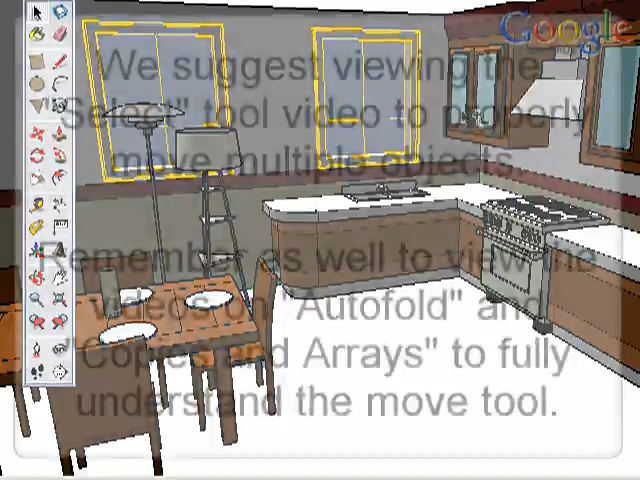 Google
We suggest viewing the
"Select" tool video to properly
move multiple objects.
Remember as well to view the
videos on "Autofold" and
"Copies and Arrays" to fully
understand the move tool.